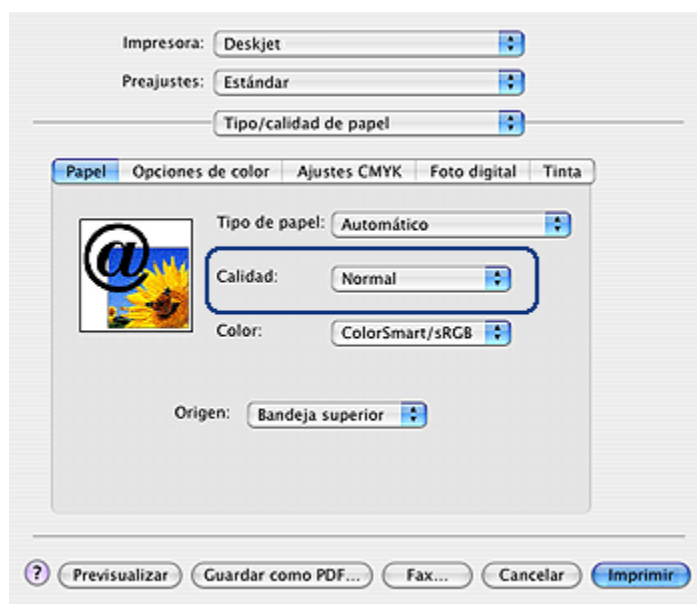 Impresora: Deskjet
Preajustes: Estándar
Tipo/calidad de papel
Papel Opciones de color Ajustes CMYK Foto digital Tinta
Tipo de papel: Automático
@
Calidad: Normal
Color: ColorSmart/sRGB
Origen: Bandeja superior
? Previsualizar Guardar como PDF... Fax... Cancelar Imprimir